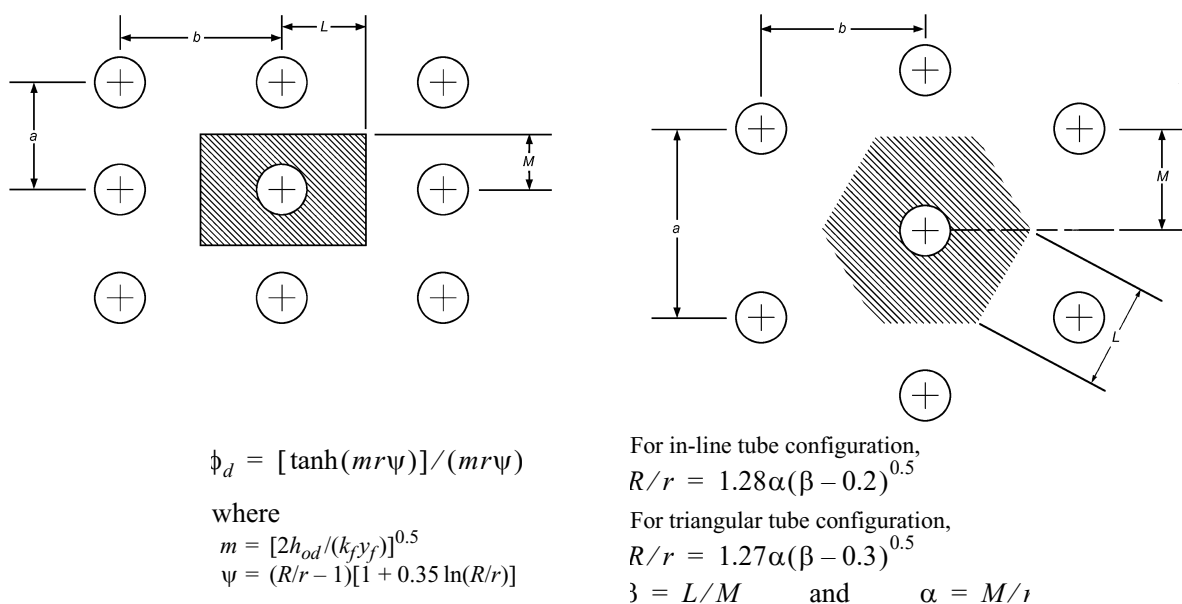 b
L
a
M
b
a
M
L
ϕ_d = [tanh(mrψ)]/(mrψ)
where
m = [2h_od/(k_f y_f)]^0.5
ψ = (R/r – 1)[1 + 0.35 ln(R/r)]
For in-line tube configuration,
R/r = 1.28α(β – 0.2)^0.5
For triangular tube configuration,
R/r = 1.27α(β – 0.3)^0.5
β = L/M and α = M/r